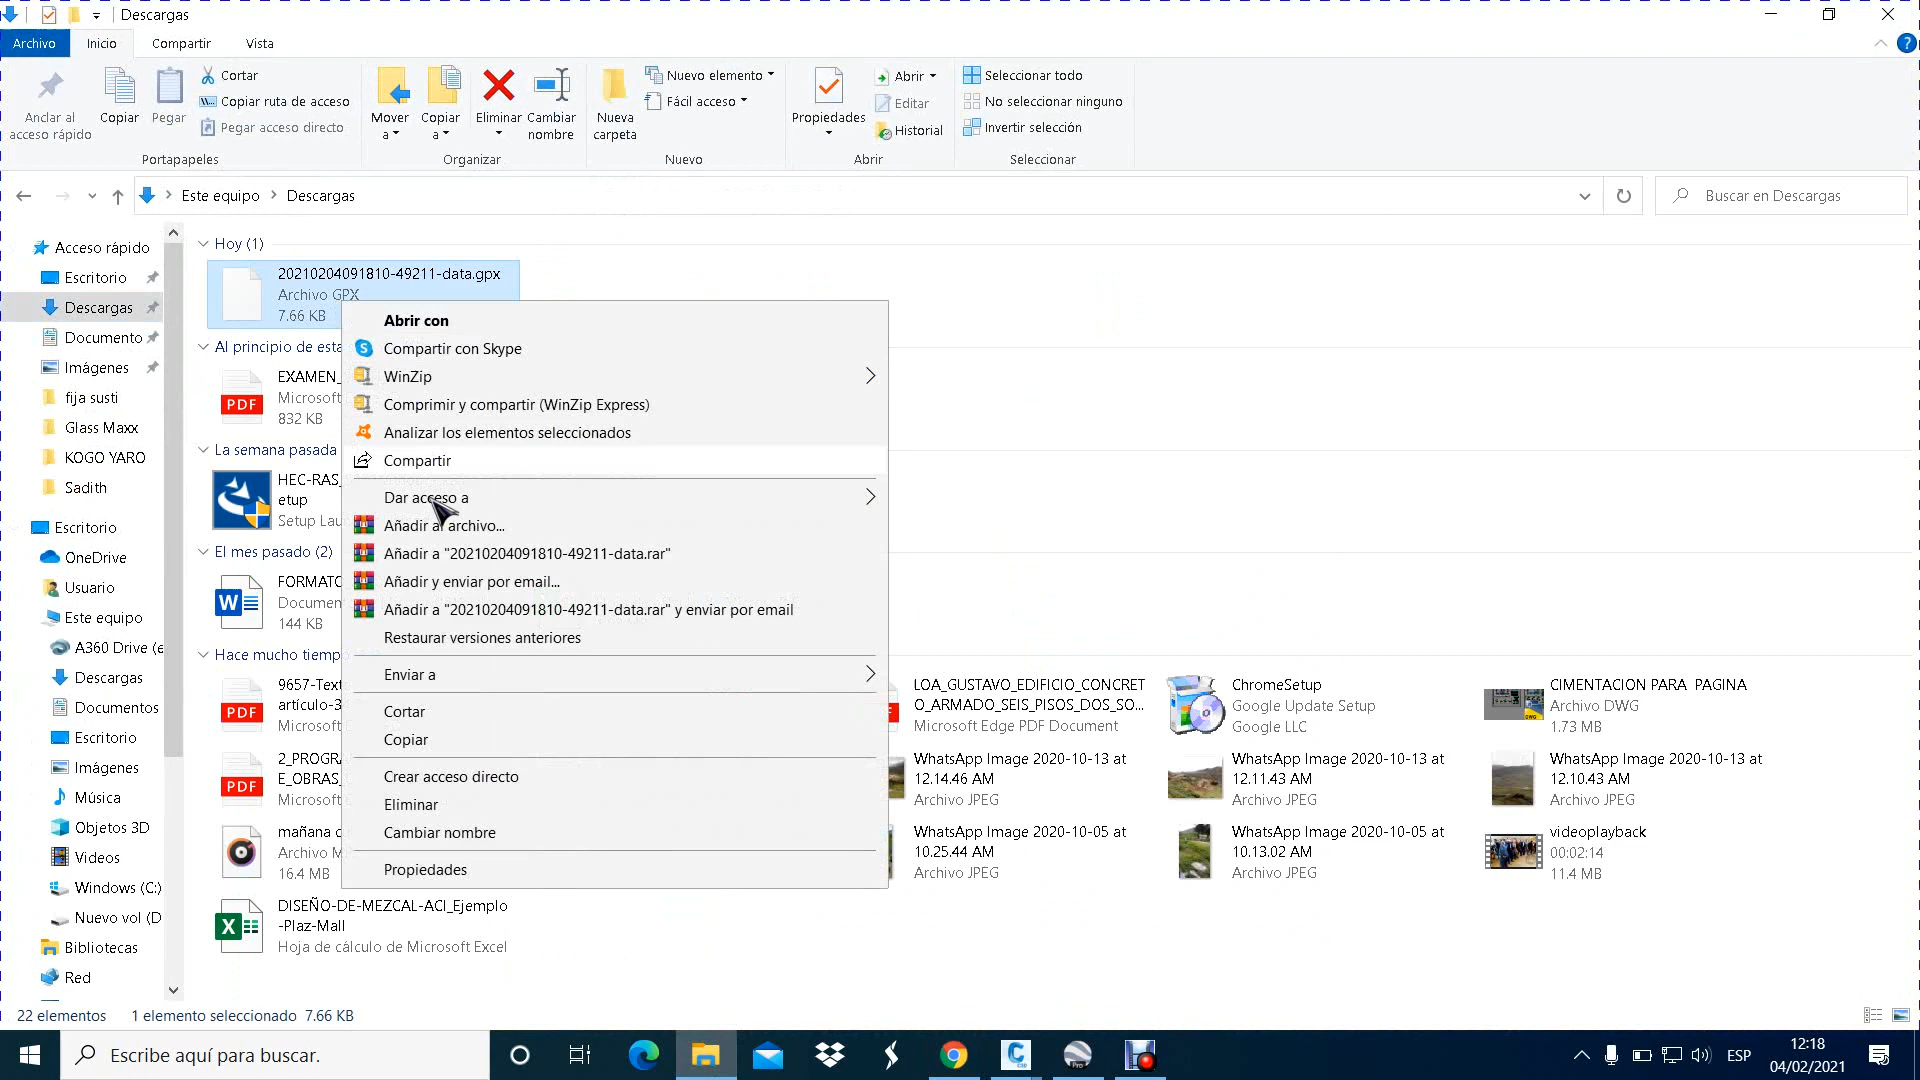 Descargas
Archivo
Inicio
Compartir
Vista
Anclar al
acceso rápido
Copiar
Pegar
Cortar
Copiar ruta de acceso
Pegar acceso directo
Portapapeles
Mover
a
Copiar
a
Eliminar
Cambiar
nombre
Organizar
Nueva
carpeta
Nuevo elemento
Fácil acceso
Nuevo
Propiedades
Abrir
Editar
Historial
Abrir
Seleccionar todo
No seleccionar ninguno
Invertir selección
Seleccionar
Este equipo
Descargas
Buscar en Descargas
Acceso rápido
Escritorio
Descargas
Documento
Imágenes
fija susti
Glass Maxx
KOGO YARO
Sadith
Escritorio
OneDrive
Usuario
Este equipo
A360 Drive (e
Descargas
Documentos
Escritorio
Imágenes
Música
Objetos 3D
Videos
Windows (C:)
Nuevo vol (D
Bibliotecas
Red
Hoy (1)
20210204091810-49211-data.gpx
Archivo GPX
7.66 KB
Al principio de esta
EXAMEN_
Microsoft
832 KB
La semana pasada
HEC-RAS_
etup
Setup Lau
El mes pasado (2)
FORMATO
Documen
144 KB
Hace mucho tiempo
9657-Text
artículo-3
Microsoft
2_PROGRA
E_OBRAS_
Microsoft
mañana c
Archivo M
16.4 MB
DISEÑO-DE-MEZCAL-ACI_Ejemplo
-Plaz-Mall
Hoja de cálculo de Microsoft Excel
Abrir con
Compartir con Skype
WinZip
Comprimir y compartir (WinZip Express)
Analizar los elementos seleccionados
Compartir
Dar acceso a
Añadir al archivo...
Añadir a "20210204091810-49211-data.rar"
Añadir y enviar por email...
Añadir a "20210204091810-49211-data.rar" y enviar por email
Restaurar versiones anteriores
Enviar a
Cortar
Copiar
Crear acceso directo
Eliminar
Cambiar nombre
Propiedades
LOA_GUSTAVO_EDIFICIO_CONCRET
O_ARMADO_SEIS_PISOS_DOS_SO...
Microsoft Edge PDF Document
ChromeSetup
Google Update Setup
Google LLC
CIMENTACION PARA PAGINA
Archivo DWG
1.73 MB
WhatsApp Image 2020-10-13 at
12.14.46 AM
Archivo JPEG
WhatsApp Image 2020-10-13 at
12.11.43 AM
Archivo JPEG
WhatsApp Image 2020-10-13 at
12.10.43 AM
Archivo JPEG
WhatsApp Image 2020-10-05 at
10.25.44 AM
Archivo JPEG
WhatsApp Image 2020-10-05 at
10.13.02 AM
Archivo JPEG
videoplayback
00:02:14
11.4 MB
22 elementos
1 elemento seleccionado 7.66 KB
Escribe aquí para buscar.
ESP
12:18
04/02/2021